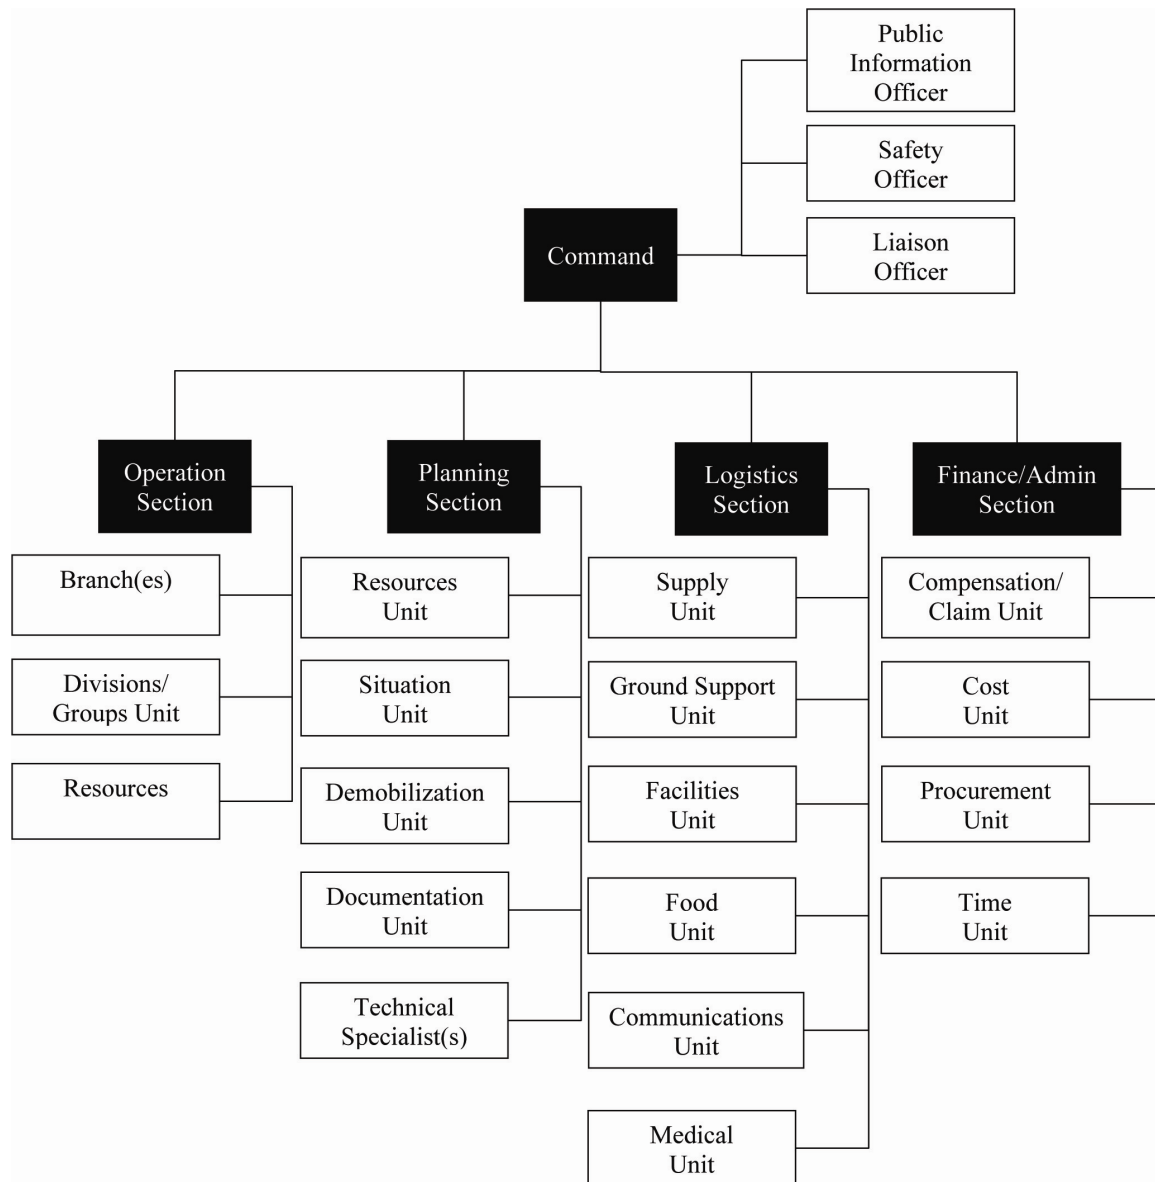 Public
Information
Officer
Safety
Officer
Liaison
Officer
Command
Operation
Section
Planning
Section
Logistics
Section
Finance/Admin
Section
Branch(es)
Divisions/
Groups Unit
Resources
Resources
Unit
Situation
Unit
Demobilization
Unit
Documentation
Unit
Technical
Specialist(s)
Supply
Unit
Ground Support
Unit
Facilities
Unit
Food
Unit
Communications
Unit
Medical
Unit
Compensation/
Claim Unit
Cost
Unit
Procurement
Unit
Time
Unit